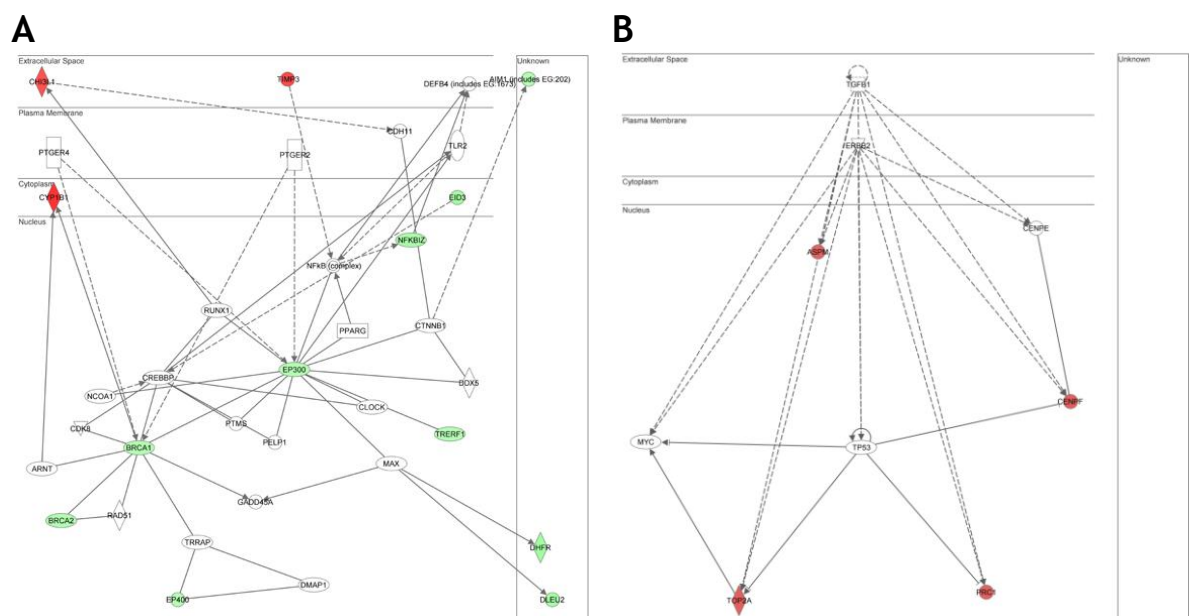 A
Extracellular Space
Unknown
CHI3L1
TIMP3
DEFB4 (includes EG:1673)
AIM1 (includes EG:202)
Plasma Membrane
CDH11
PTGER4
PTGER2
TLR2
Cytoplasm
CYP1B1
EID3
Nucleus
NFKBIZ
NFkB (complex)
RUNX1
PPARG
CTNNB1
EP300
CREBBP
DDX5
NCOA1
CLOCK
PTMS
CDK8
PELP1
TRERF1
BRCA1
ARNT
MAX
GADD45A
BRCA2
RAD51
TRRAP
DHFR
DMAP1
EP400
DLEU2
B
Extracellular Space
Unknown
TGFB1
Plasma Membrane
ERBB2
Cytoplasm
Nucleus
CENPE
ASPM
CENPF
MYC
TP53
TOP2A
PRC1